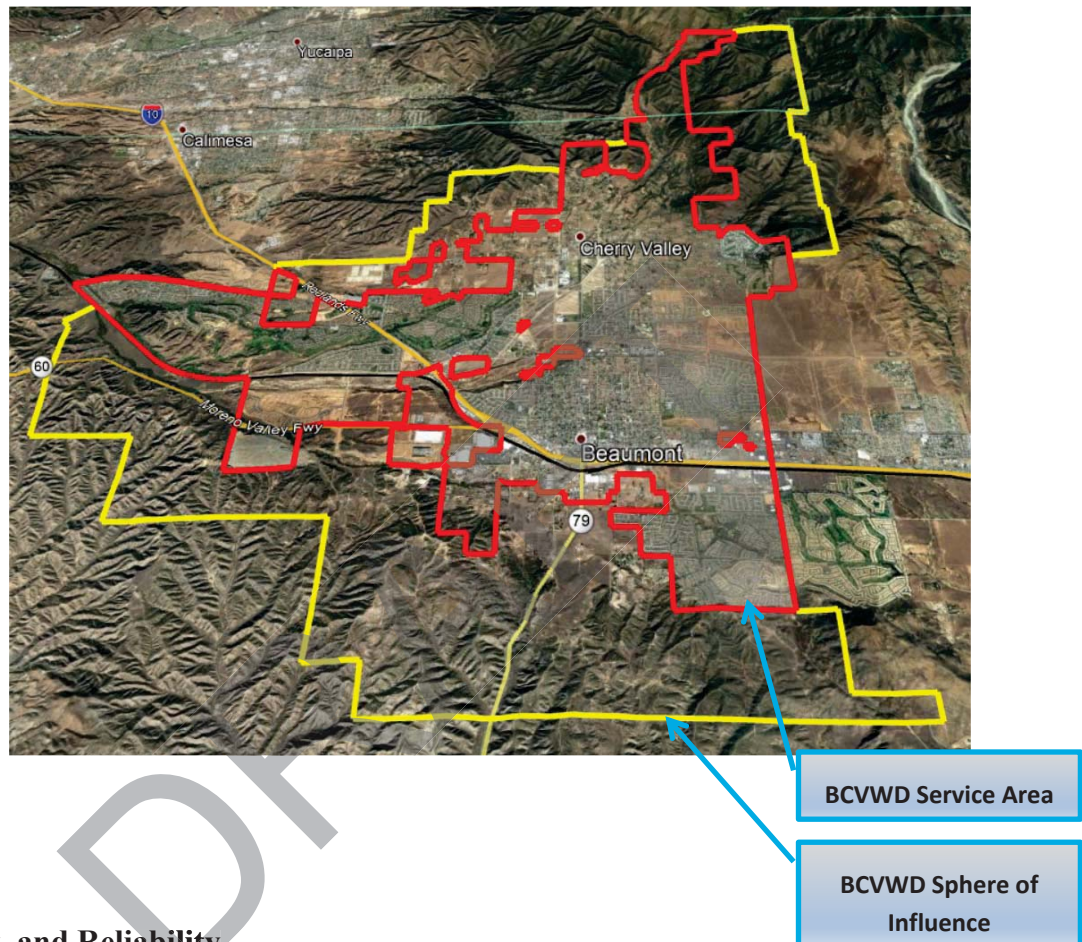 Yucaipa
10
Calimesa
Cherry Valley
Redlands Fwy
60
Moreno Valley Fwy
Beaumont
79
BCVWD Service Area
BCVWD Sphere of
Influence
and Reliability